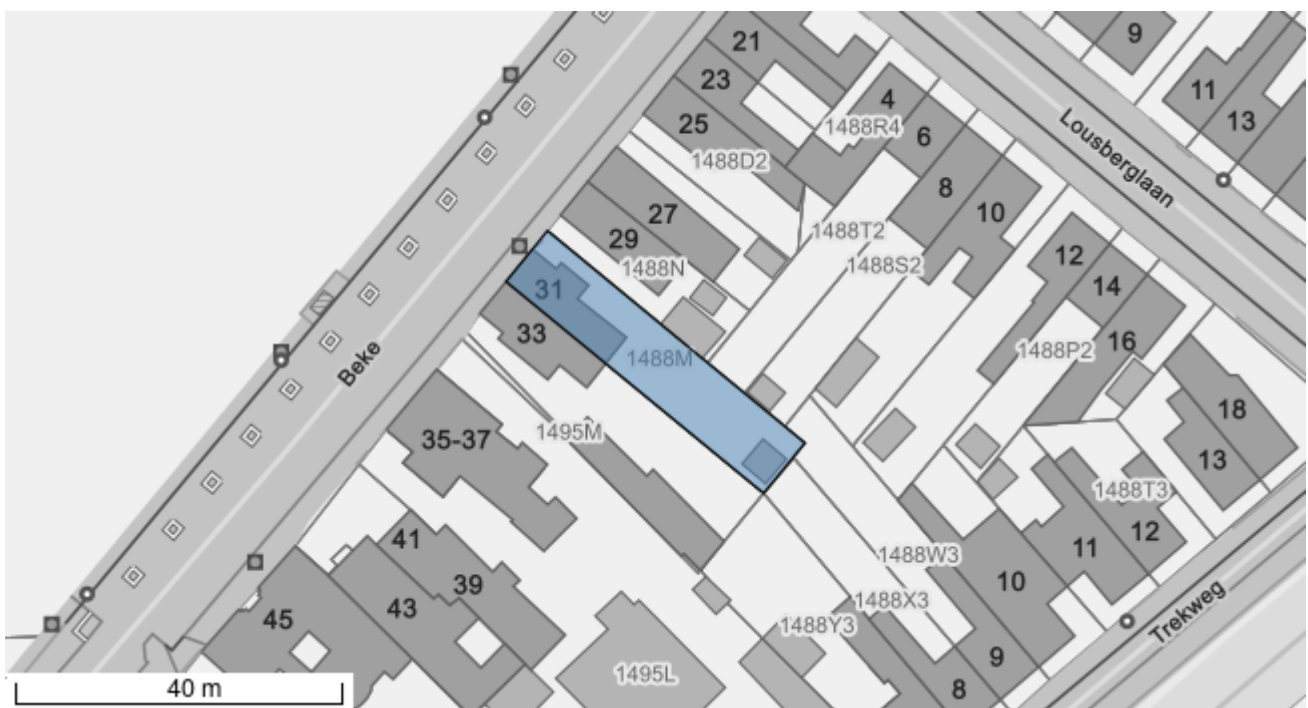 21
9
23
4
11
25
1488R4
6
13
Lousberglaan
1488D2
8
27
10
1488T2
29
1488N
12
1488S2
14
31
33
16
1488P2
1488M
Beke
18
35-37
1495M
13
1488T3
41
12
11
1488W3
39
10
43
1488X3
Trekweg
45
1488Y3
9
1495L
8
40 m